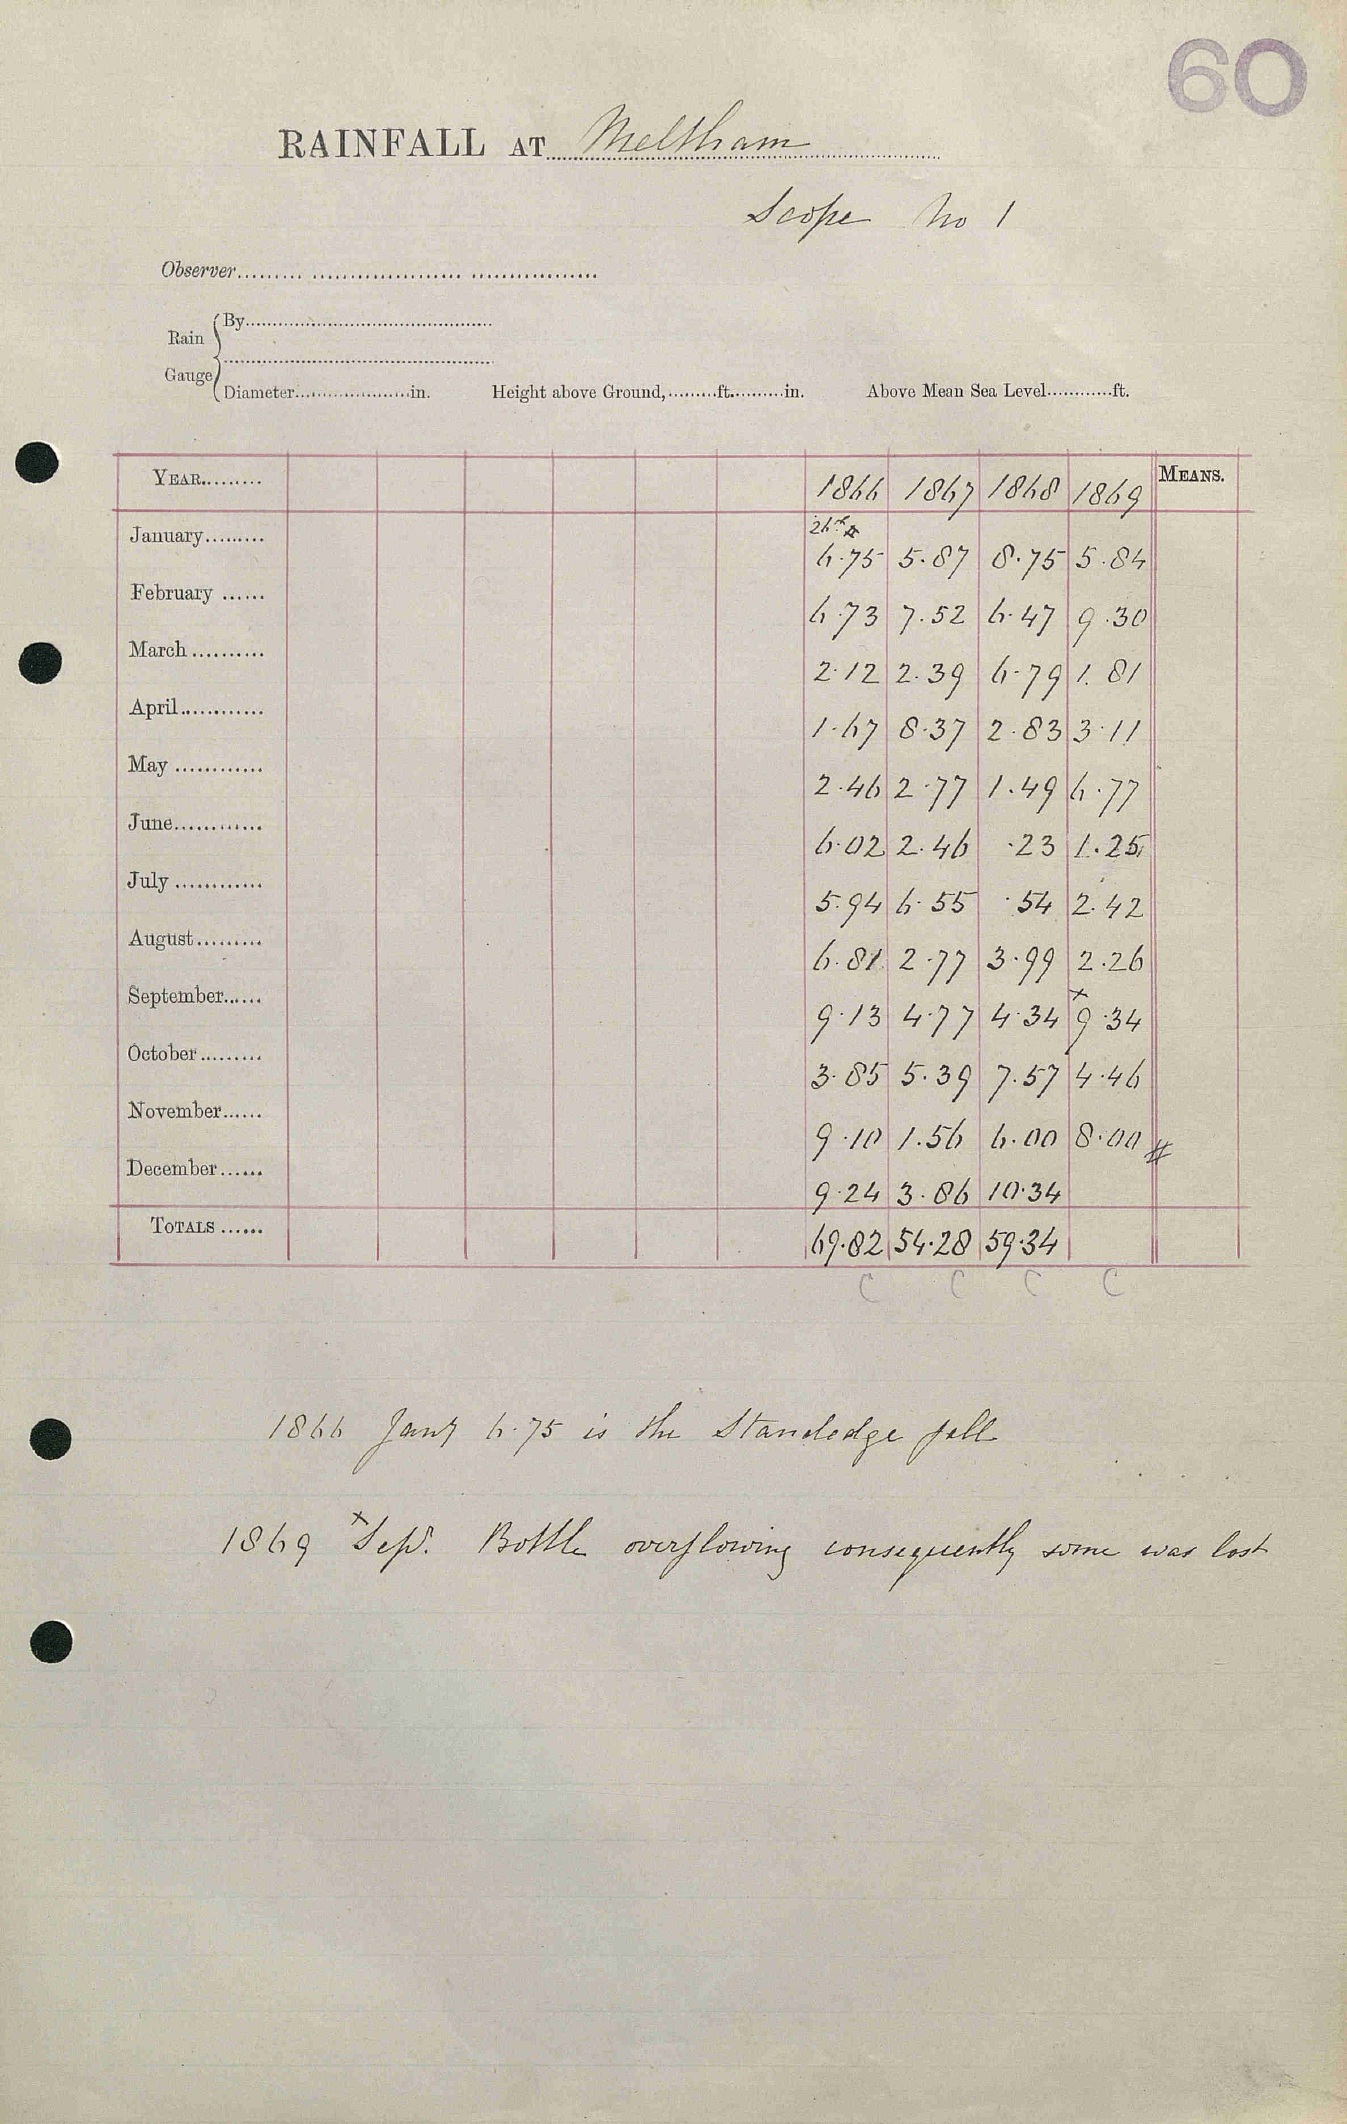 60
RAINFALL AT Meltham
Scope No 1
Observer
Rain Gauge { By
Diameter in. Height above Ground, ft. in. Above Mean Sea Level ft.
YEAR 1866 1867 1868 1869 MEANS.
January 6.75 5.87 8.75 5.84
February 6.73 7.52 6.47 9.30
March 2.12 2.39 6.79 1.81
April 1.67 8.37 2.83 3.11
May 2.46 2.77 1.49 6.77
June 6.02 2.46 .23 1.25
July 5.94 6.55 .54 2.42
August 6.81 2.77 3.99 2.26
September 9.13 4.77 4.34 x 9.34
October 3.85 5.39 7.57 4.46
November 9.10 1.56 6.00 8.00
December 9.24 3.86 10.34
TOTALS 69.82 54.28 59.34
C C C C
1866 Jany 6.75 is the Standedge fall
1869 x Sept. Bottle overflowing consequently some was lost